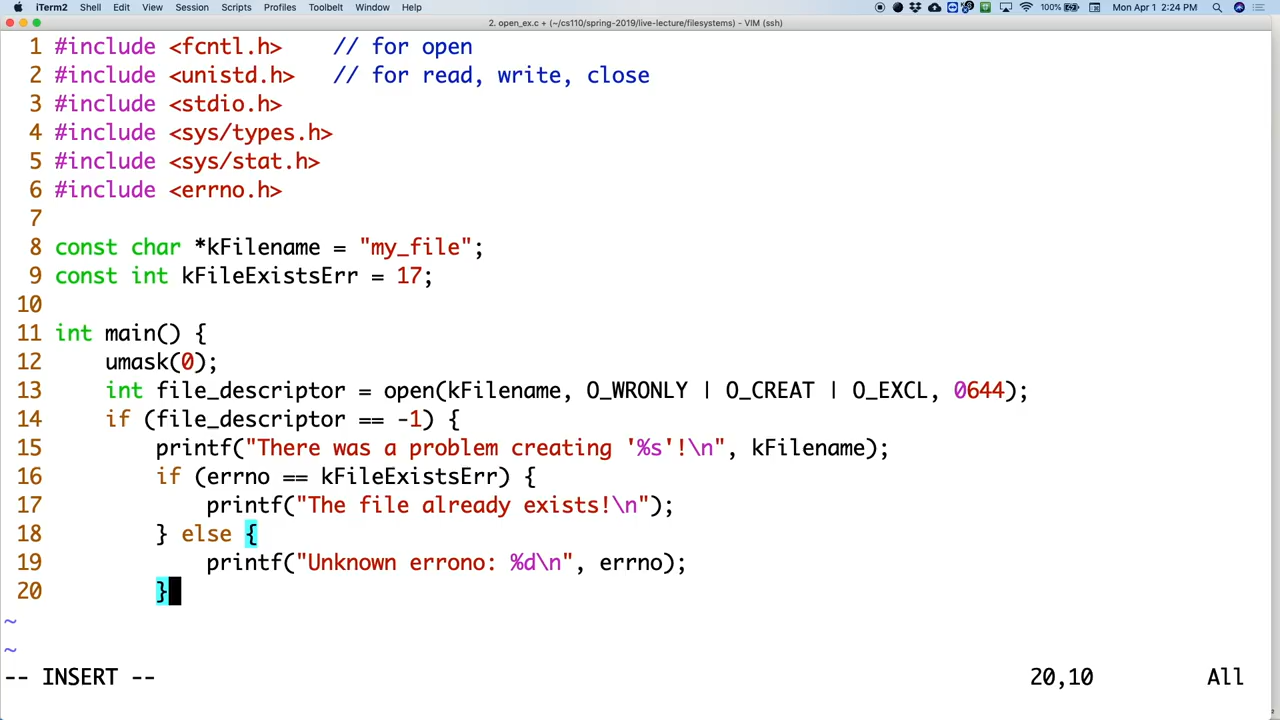 iTerm2 Shell Edit View Session Scripts Profiles Toolbelt Window Help 100% Mon Apr 1 2:24 PM
2. open_ex.c + (~/cs110/spring-2019/live-lecture/filesystems) - VIM (ssh)
1 #include <fcntl.h> // for open
2 #include <unistd.h> // for read, write, close
3 #include <stdio.h>
4 #include <sys/types.h>
5 #include <sys/stat.h>
6 #include <errno.h>
7
8 const char *kFilename = "my_file";
9 const int kFileExistsErr = 17;
10
11 int main() {
12 umask(0);
13 int file_descriptor = open(kFilename, O_WRONLY | O_CREAT | O_EXCL, 0644);
14 if (file_descriptor == -1) {
15 printf("There was a problem creating '%s'!\n", kFilename);
16 if (errno == kFileExistsErr) {
17 printf("The file already exists!\n");
18 } else {
19 printf("Unknown errono: %d\n", errno);
20 }
~
~
-- INSERT -- 20,10 All